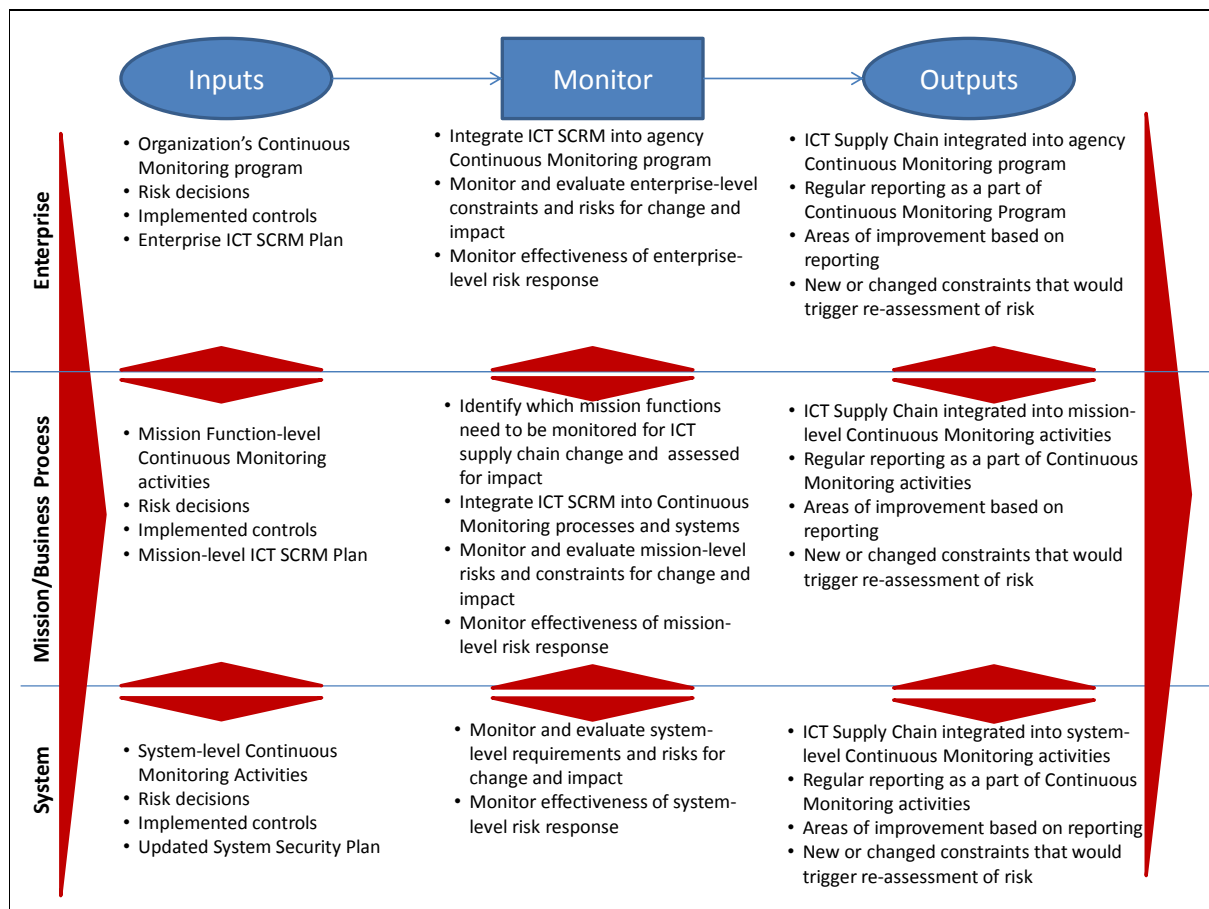 Inputs
Monitor
Outputs
Enterprise
• Organization's Continuous
Monitoring program
• Risk decisions
• Implemented controls
• Enterprise ICT SCRM Plan
• Integrate ICT SCRM into agency
Continuous Monitoring program
• Monitor and evaluate enterprise-level
constraints and risks for change and
impact
• Monitor effectiveness of enterprise-
level risk response
• ICT Supply Chain integrated into agency
Continuous Monitoring program
• Regular reporting as a part of
Continuous Monitoring Program
• Areas of improvement based on
reporting
• New or changed constraints that would
trigger re-assessment of risk
Mission/Business Process
• Mission Function-level
Continuous Monitoring
activities
• Risk decisions
• Implemented controls
• Mission-level ICT SCRM Plan
• Identify which mission functions
need to be monitored for ICT
supply chain change and assessed
for impact
• Integrate ICT SCRM into Continuous
Monitoring processes and systems
• Monitor and evaluate mission-level
risks and constraints for change and
impact
• Monitor effectiveness of mission-
level risk response
• ICT Supply Chain integrated into mission-
level Continuous Monitoring activities
• Regular reporting as a part of Continuous
Monitoring activities
• Areas of improvement based on
reporting
• New or changed constraints that would
trigger re-assessment of risk
System
• System-level Continuous
Monitoring Activities
• Risk decisions
• Implemented controls
• Updated System Security Plan
• Monitor and evaluate system-
level requirements and risks for
change and impact
• Monitor effectiveness of system-
level risk response
• ICT Supply Chain integrated into system-
level Continuous Monitoring activities
• Regular reporting as a part of Continuous
Monitoring activities
• Areas of improvement based on reporting
• New or changed constraints that would
trigger re-assessment of risk